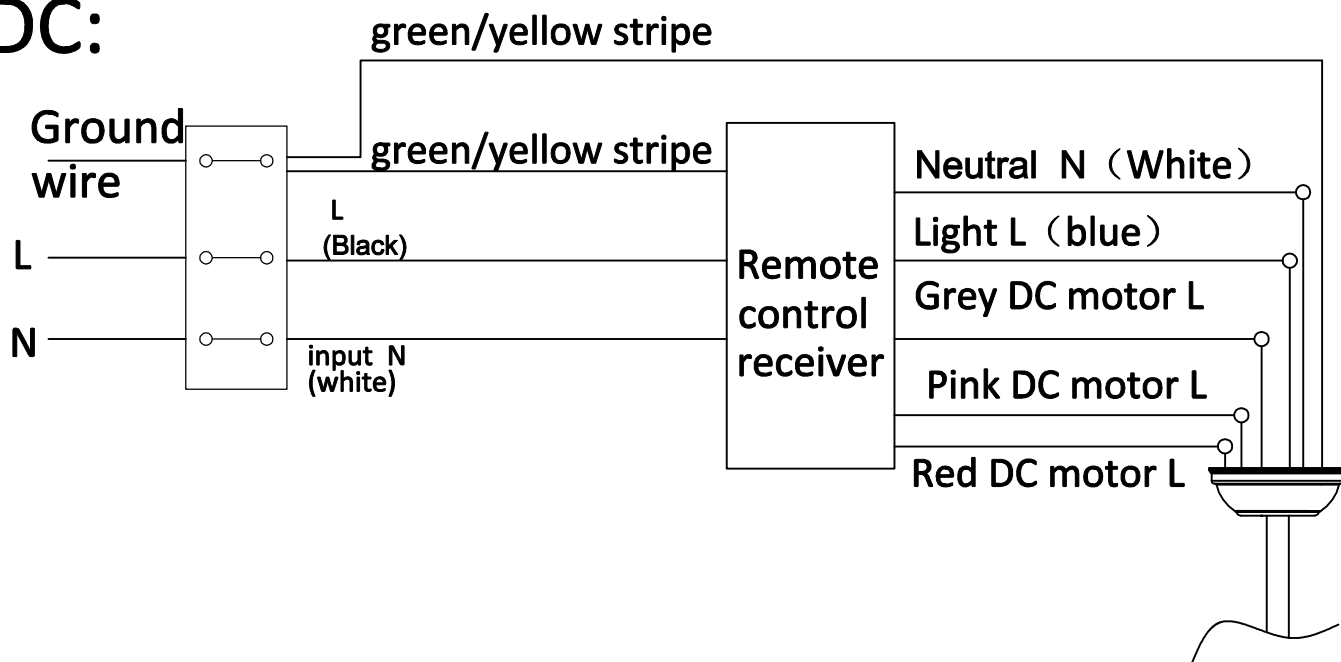 DC:
green/yellow stripe
Ground
wire
green/yellow stripe
L
(Black)
L
N
input N
(white)
Remote
control
receiver
Neutral N（White）
Light L（blue）
Grey DC motor L
Pink DC motor L
Red DC motor L